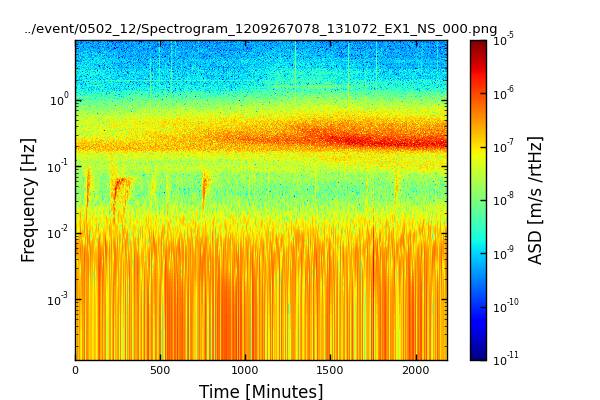 ../event/0502_12/Spectrogram_1209267078_131072_EX1_NS_000.png
Frequency [Hz]
10^0
10^-1
10^-2
10^-3
0 500 1000 1500 2000
Time [Minutes]
10^-5
10^-6
10^-7
10^-8
10^-9
10^-10
10^-11
ASD [m/s /rtHz]